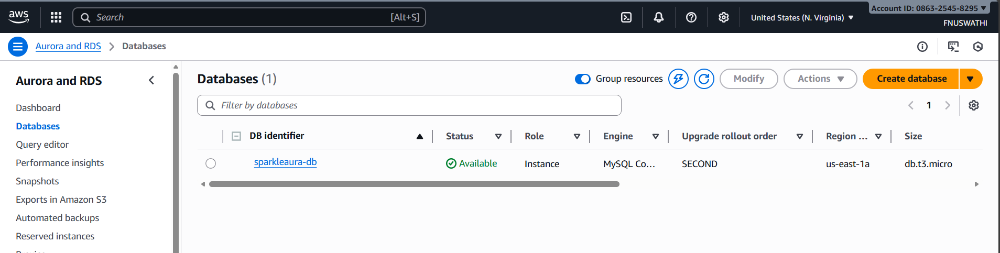 aws
Search [Alt+S]
United States (N. Virginia)
Account ID: 0863-2545-8295
FNUSWATHI
Aurora and RDS > Databases
Aurora and RDS
Dashboard
Databases
Query editor
Performance insights
Snapshots
Exports in Amazon S3
Automated backups
Reserved instances
Databases (1)
Group resources
Modify
Actions
Create database
Filter by databases
1
DB identifier Status Role Engine Upgrade rollout order Region ... Size
sparkleaura-db Available Instance MySQL Co... SECOND us-east-1a db.t3.micro